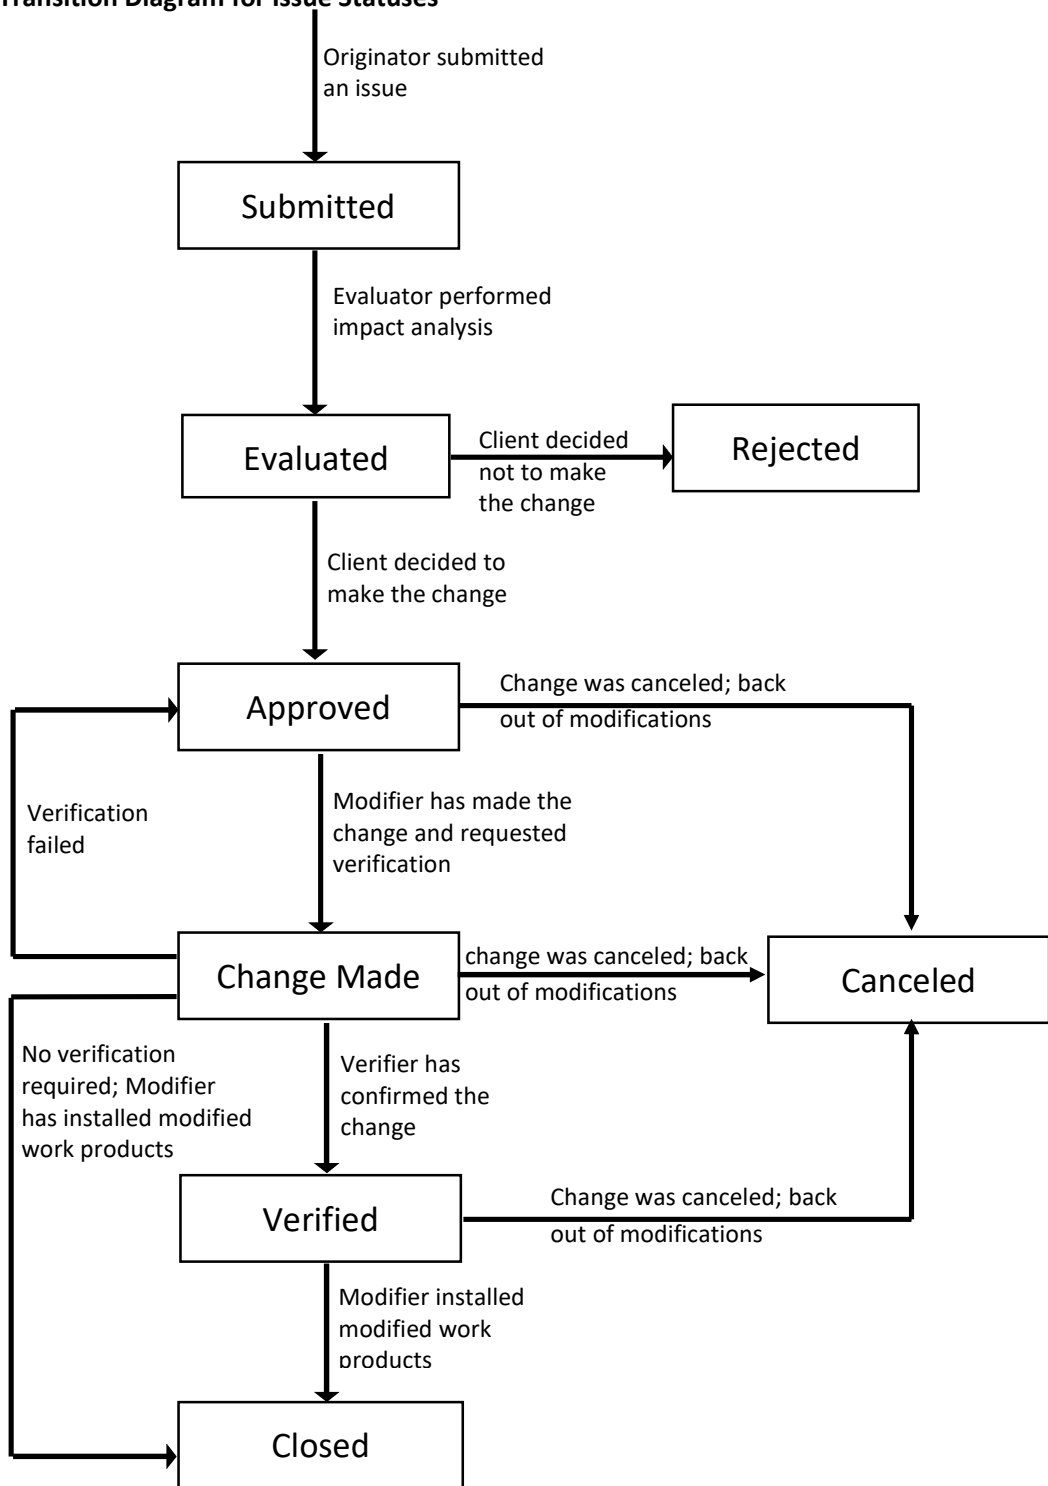 Transition Diagram for Issue Statuses
Originator submitted
an issue
Submitted
Evaluator performed
impact analysis
Evaluated
Client decided
not to make
the change
Rejected
Client decided to
make the change
Approved
Change was canceled; back
out of modifications
Verification
failed
Modifier has made the
change and requested
verification
Change Made
change was canceled; back
out of modifications
Canceled
No verification
required; Modifier
has installed modified
work products
Verifier has
confirmed the
change
Verified
Change was canceled; back
out of modifications
Modifier installed
modified work
products
Closed